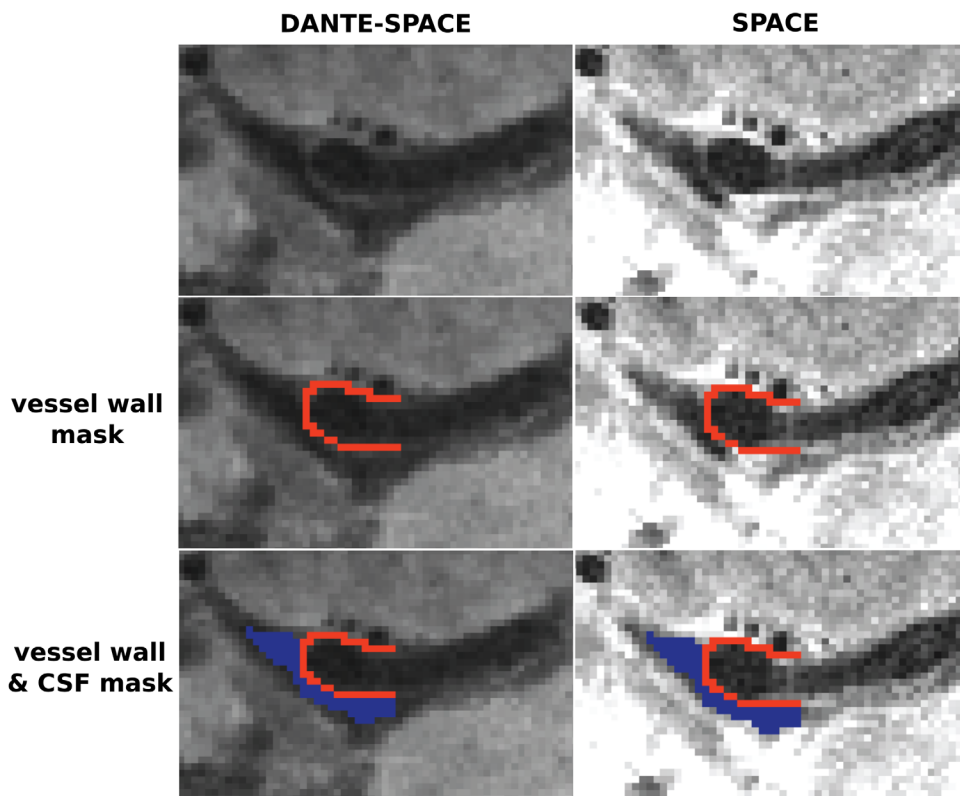 DANTE-SPACE
SPACE
vessel wall
mask
vessel wall
& CSF mask